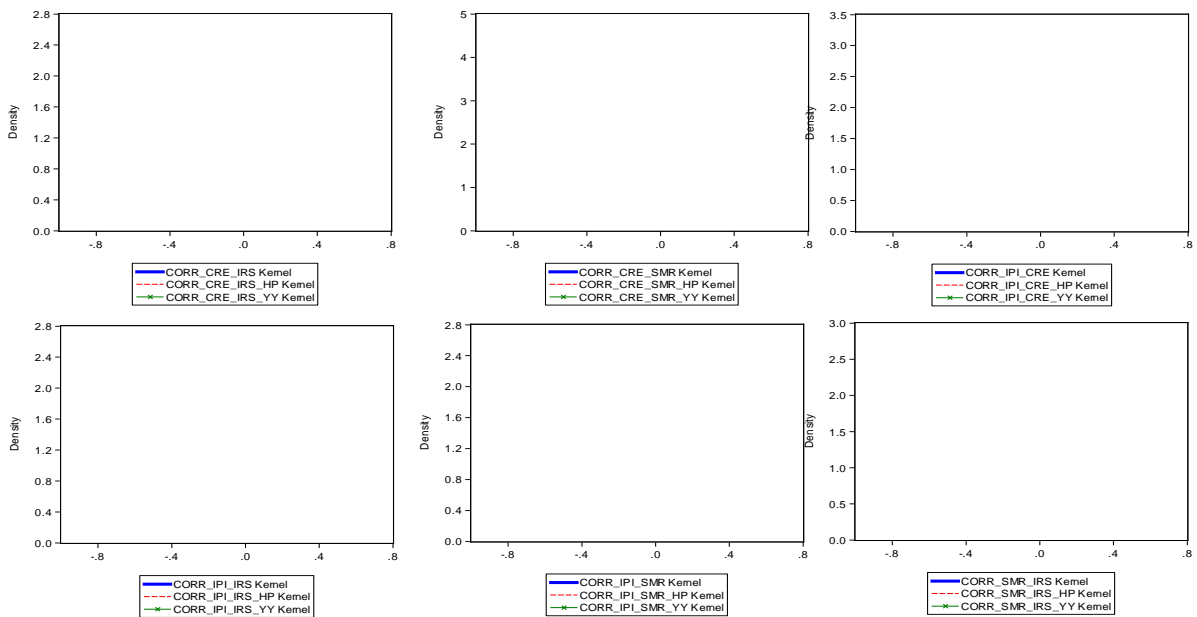 2.8
2.4
2.0
1.6
1.2
0.8
0.4
0.0
Density
-.8 -.4 .0 .4 .8
CORR_CRE_IRS Kernel
CORR_CRE_IRS_HP Kernel
CORR_CRE_IRS_YY Kernel
5
4
3
2
1
0
Density
-.8 -.4 .0 .4 .8
CORR_CRE_SMR Kernel
CORR_CRE_SMR_HP Kernel
CORR_CRE_SMR_YY Kernel
3.5
3.0
2.5
2.0
1.5
1.0
0.5
0.0
Density
-.8 -.4 .0 .4 .8
CORR_IPI_CRE Kernel
CORR_IPI_CRE_HP Kernel
CORR_IPI_CRE_YY Kernel
2.8
2.4
2.0
1.6
1.2
0.8
0.4
0.0
Density
-.8 -.4 .0 .4 .8
CORR_IPI_IRS Kernel
CORR_IPI_IRS_HP Kernel
CORR_IPI_IRS_YY Kernel
2.8
2.4
2.0
1.6
1.2
0.8
0.4
0.0
Density
-.8 -.4 .0 .4 .8
CORR_IPI_SMR Kernel
CORR_IPI_SMR_HP Kernel
CORR_IPI_SMR_YY Kernel
3.0
2.5
2.0
1.5
1.0
0.5
0.0
Density
-.8 -.4 .0 .4 .8
CORR_SMR_IRS Kernel
CORR_SMR_IRS_HP Kernel
CORR_SMR_IRS_YY Kernel